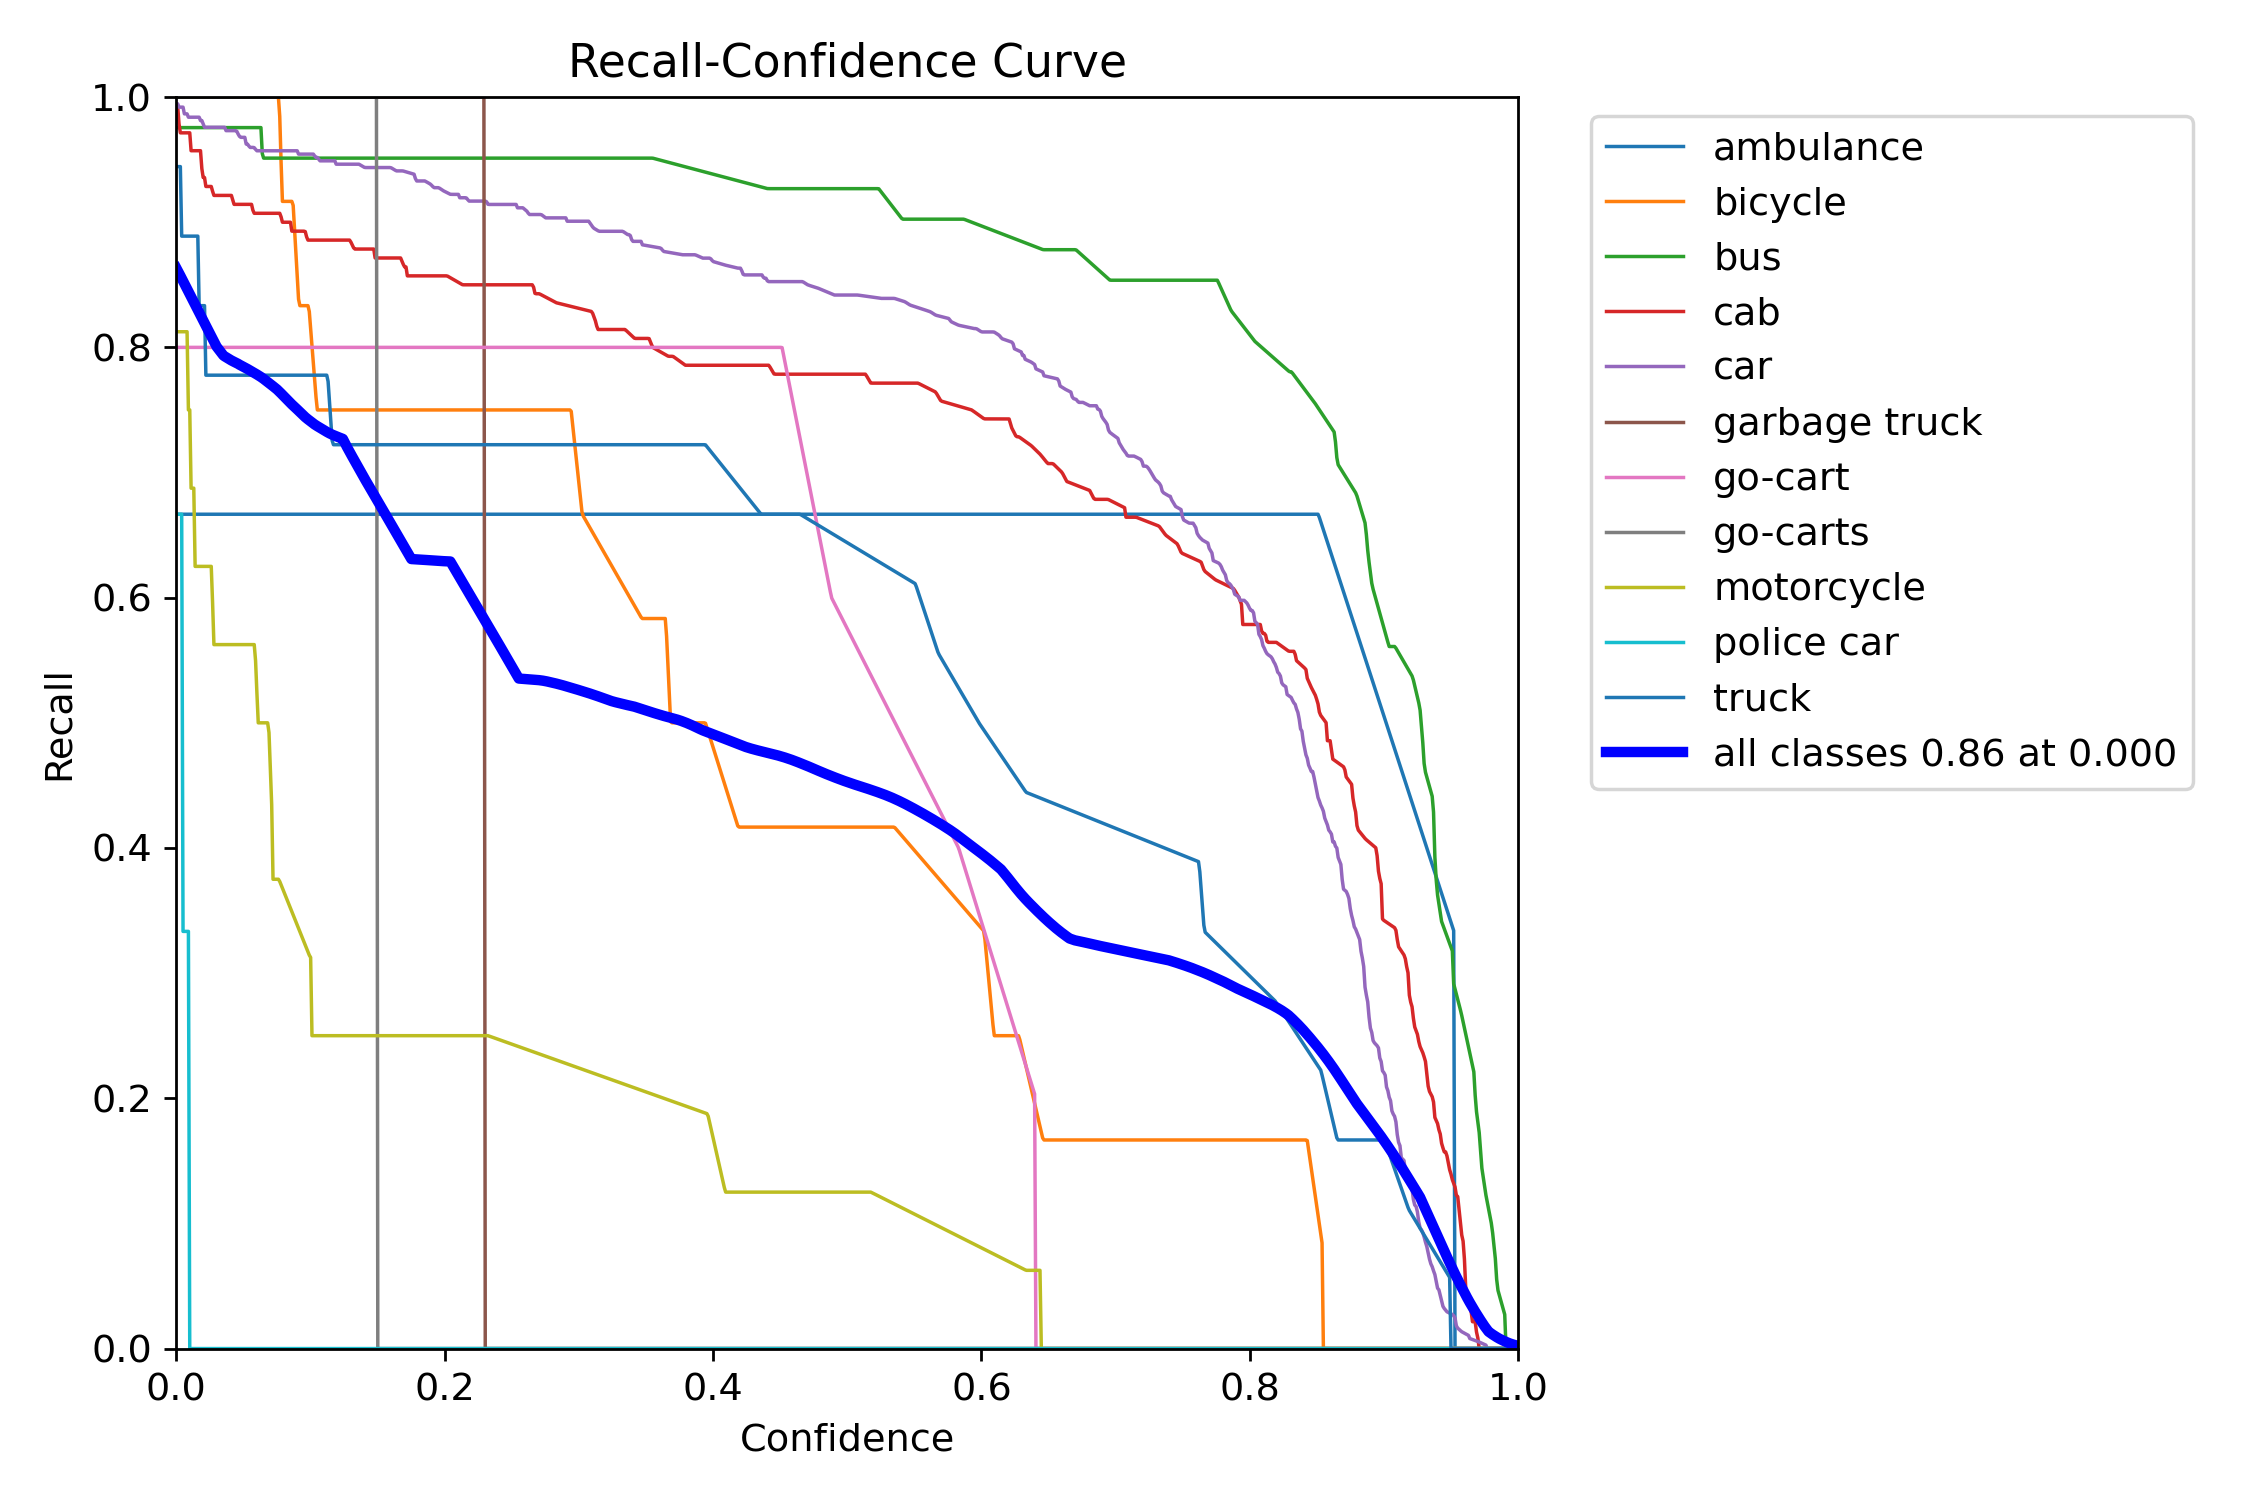 Recall-Confidence Curve
1.0
0.8
0.6
0.4
0.2
0.0
Recall
0.0 0.2 0.4 0.6 0.8 1.0
Confidence
ambulance
bicycle
bus
cab
car
garbage truck
go-cart
go-carts
motorcycle
police car
truck
all classes 0.86 at 0.000